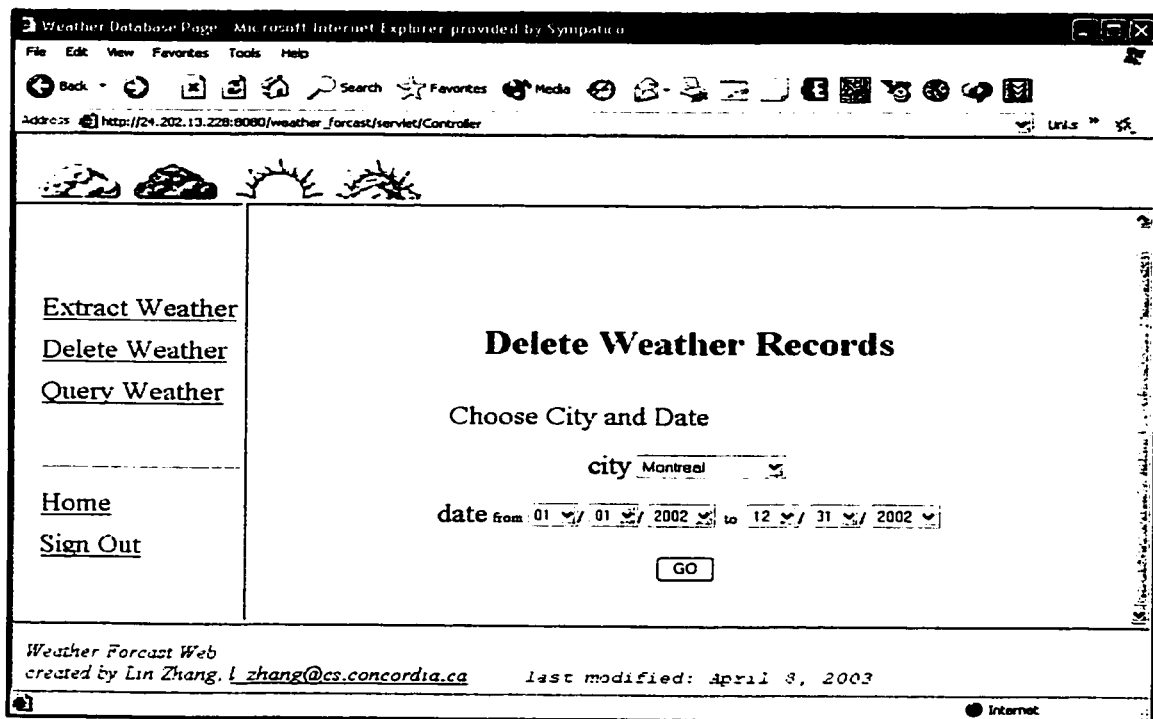 Weather Database Page Microsoft Internet Explorer provided by Sympatico
File Edit View Favorites Tools Help
Back Search Favorites Media
Address http://24.202.13.228:8080/weather_forcast/servlet/Controller Links »
Extract Weather
Delete Weather
Query Weather
Home
Sign Out
Delete Weather Records
Choose City and Date
city Montreal
date from 01 / 01 / 2002 to 12 / 31 / 2002
GO
Weather Forcast Web
created by Lin Zhang, l_zhang@cs.concordia.ca last modified: April 8, 2003
Internet